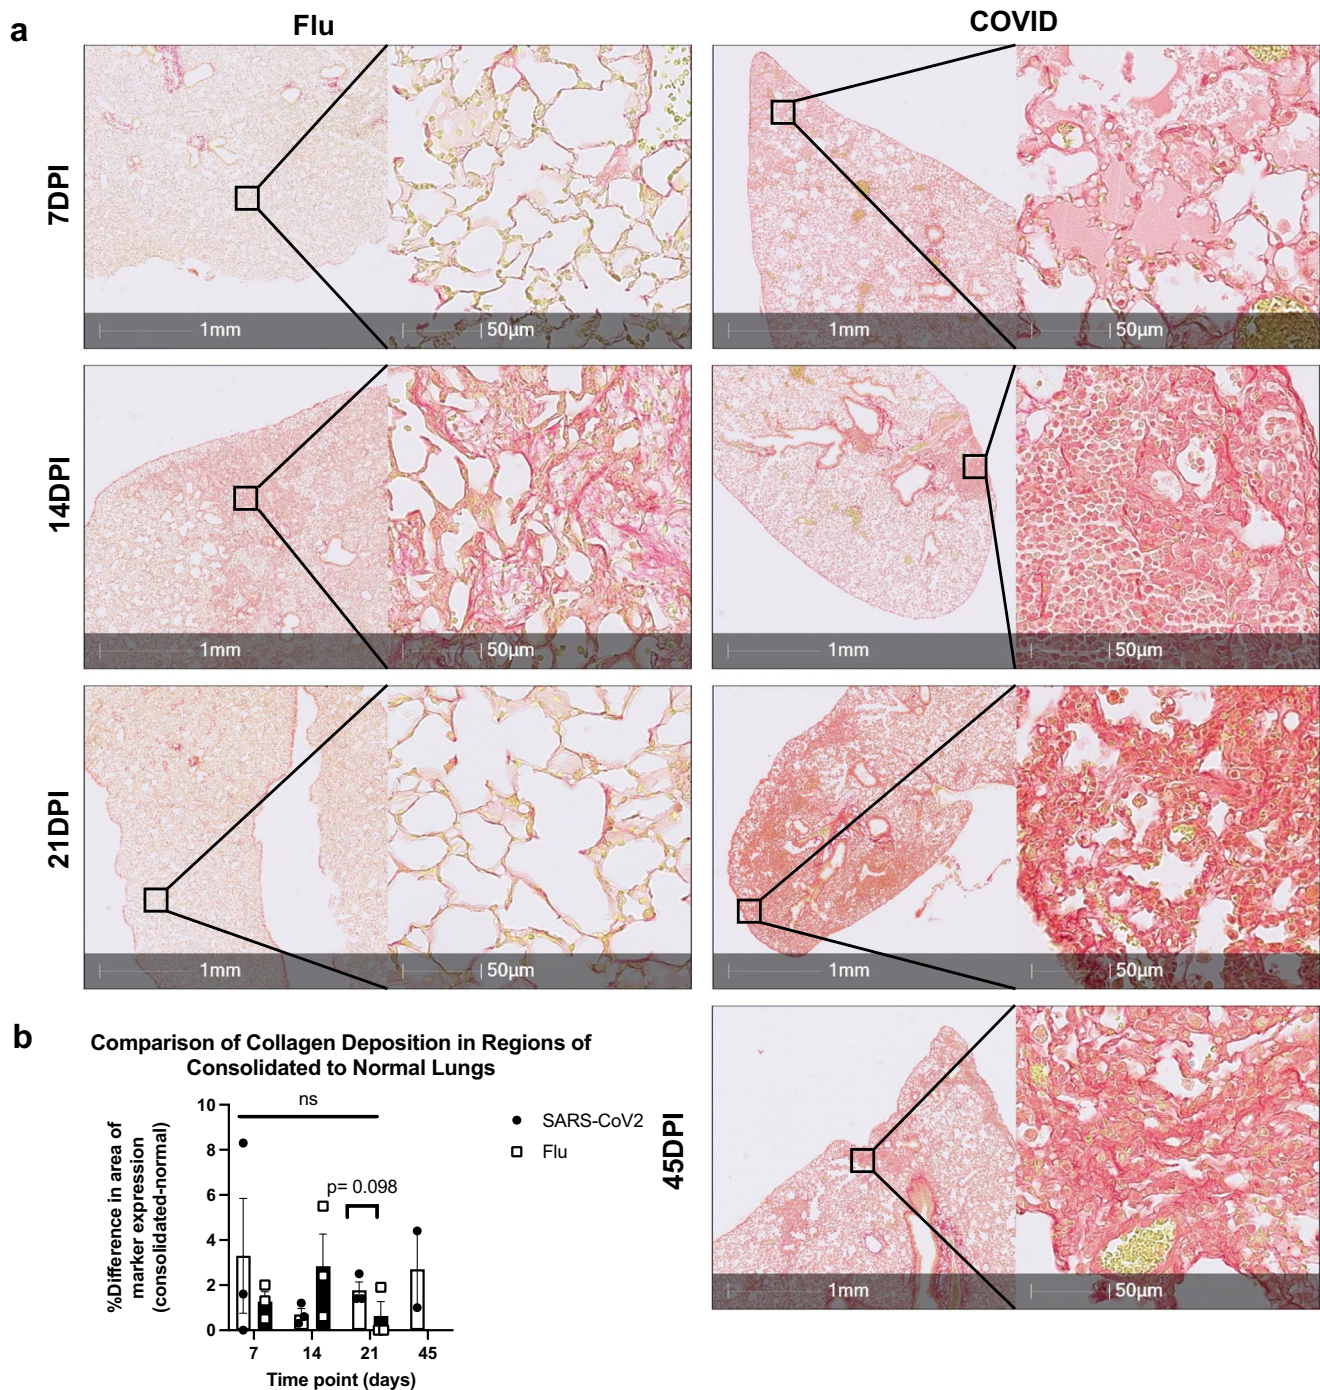 a
Flu
COVID
7DPI
1mm
50µm
1mm
50µm
14DPI
1mm
50µm
1mm
50µm
21DPI
1mm
50µm
1mm
50µm
45DPI
1mm
50µm
b
Comparison of Collagen Deposition in Regions of
Consolidated to Normal Lungs
%Difference in area of
marker expression
(consolidated-normal)
10
8
6
4
2
0
ns
p= 0.098
SARS-CoV2
Flu
7
14
21
45
Time point (days)